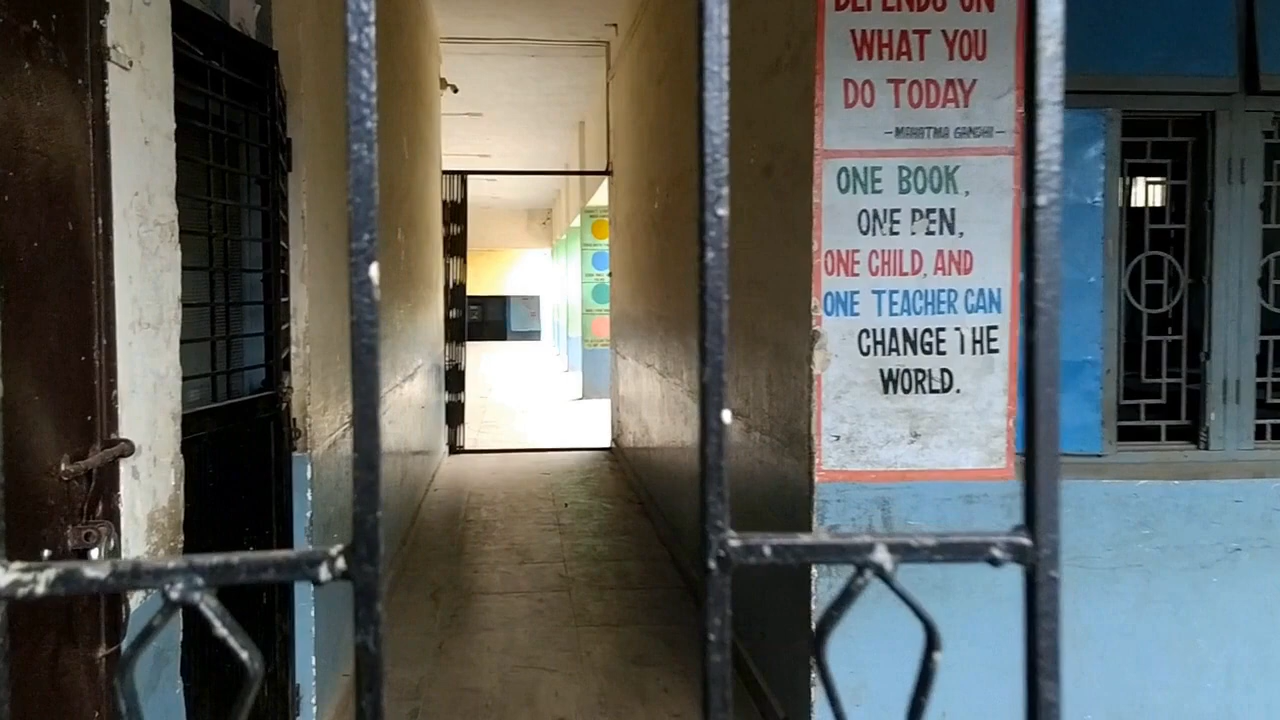 DEPENDS ON
WHAT YOU
DO TODAY
-MAHATMA GANDHI-
ONE BOOK,
ONE PEN,
ONE CHILD, AND
ONE TEACHER CAN
CHANGE THE
WORLD.